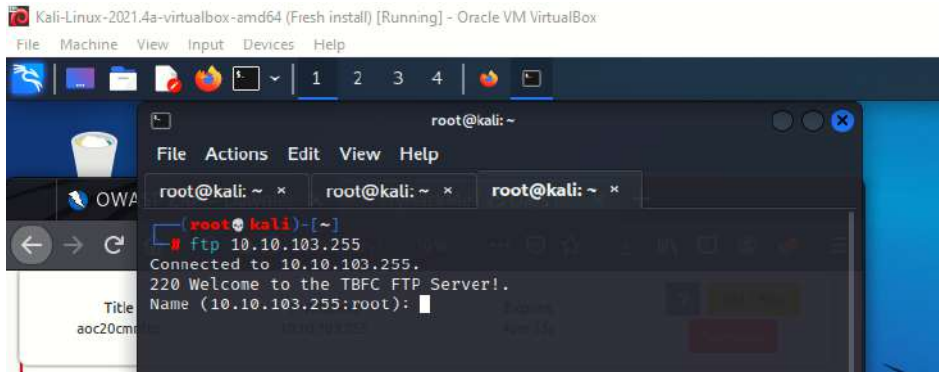 Kali-Linux-2021.4a-virtualbox-amd64 (Fresh install) [Running] - Oracle VM VirtualBox
File Machine View Input Devices Help
1 2 3 4
root@kali: ~
File Actions Edit View Help
root@kali: ~ × root@kali: ~ × root@kali: ~ ×
OWA
(root kali)-[~]
# ftp 10.10.103.255
Connected to 10.10.103.255.
220 Welcome to the TBFC FTP Server!.
Name (10.10.103.255:root):
Title